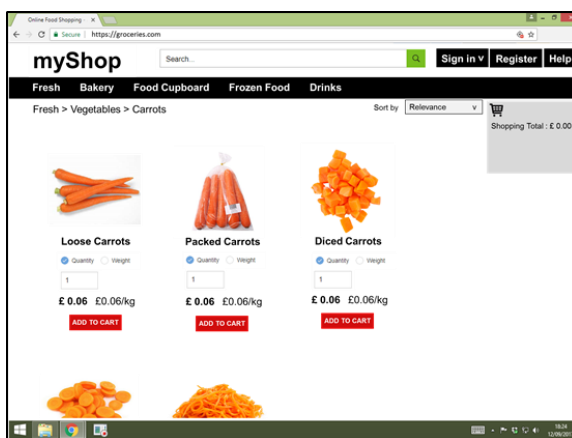 Online Food Shopping -
Secure | https://groceries.com
myShop
Search...
Sign in v
Register
Help
Fresh Bakery Food Cupboard Frozen Food Drinks
Fresh > Vegetables > Carrots
Sort by Relevance v
Shopping Total : £ 0.00
Loose Carrots
Quantity Weight
1
£ 0.06 £0.06/kg
ADD TO CART
Packed Carrots
Quantity Weight
1
£ 0.06 £0.06/kg
ADD TO CART
Diced Carrots
Quantity Weight
1
£ 0.06 £0.06/kg
ADD TO CART